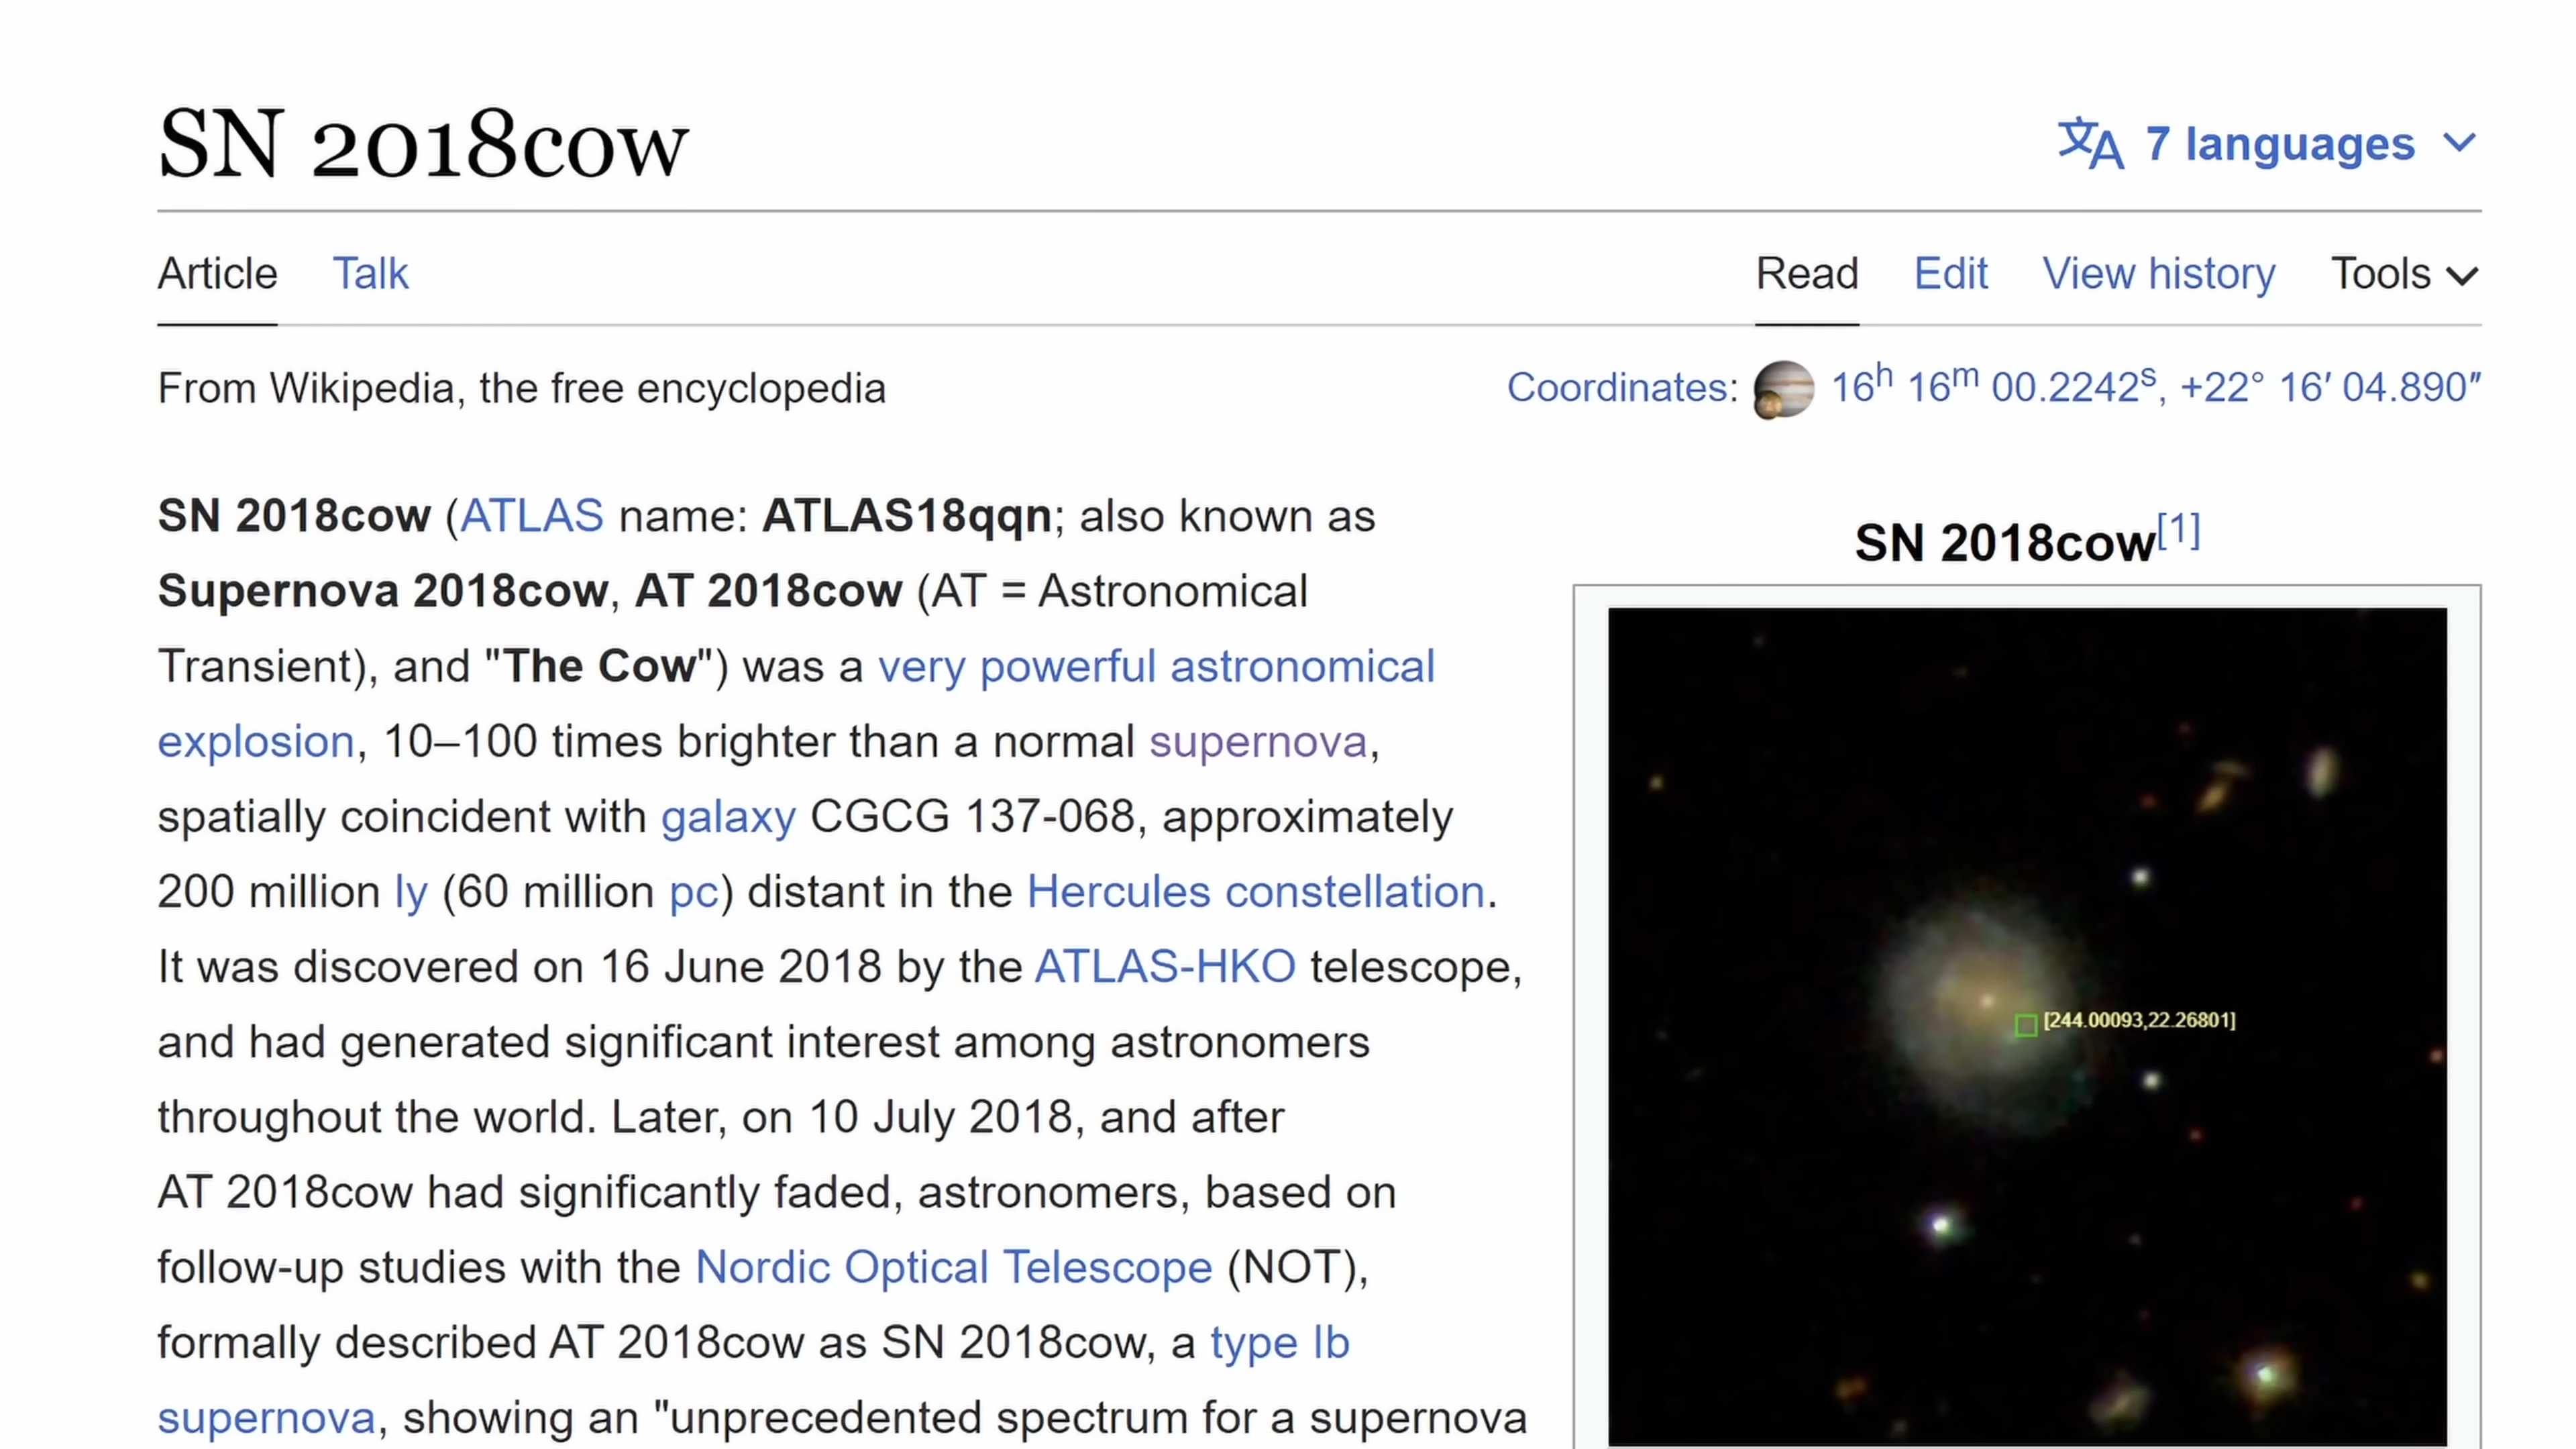 SN 2018cow
文A 7 languages
Article Talk Read Edit View history Tools
From Wikipedia, the free encyclopedia Coordinates: 16h 16m 00.2242s, +22° 16′ 04.890″
SN 2018cow (ATLAS name: ATLAS18qqn; also known as
Supernova 2018cow, AT 2018cow (AT = Astronomical
Transient), and "The Cow") was a very powerful astronomical
explosion, 10–100 times brighter than a normal supernova,
spatially coincident with galaxy CGCG 137-068, approximately
200 million ly (60 million pc) distant in the Hercules constellation.
It was discovered on 16 June 2018 by the ATLAS-HKO telescope,
and had generated significant interest among astronomers
throughout the world. Later, on 10 July 2018, and after
AT 2018cow had significantly faded, astronomers, based on
follow-up studies with the Nordic Optical Telescope (NOT),
formally described AT 2018cow as SN 2018cow, a type Ib
supernova, showing an "unprecedented spectrum for a supernova
SN 2018cow[1]
[244.00093,22.26801]